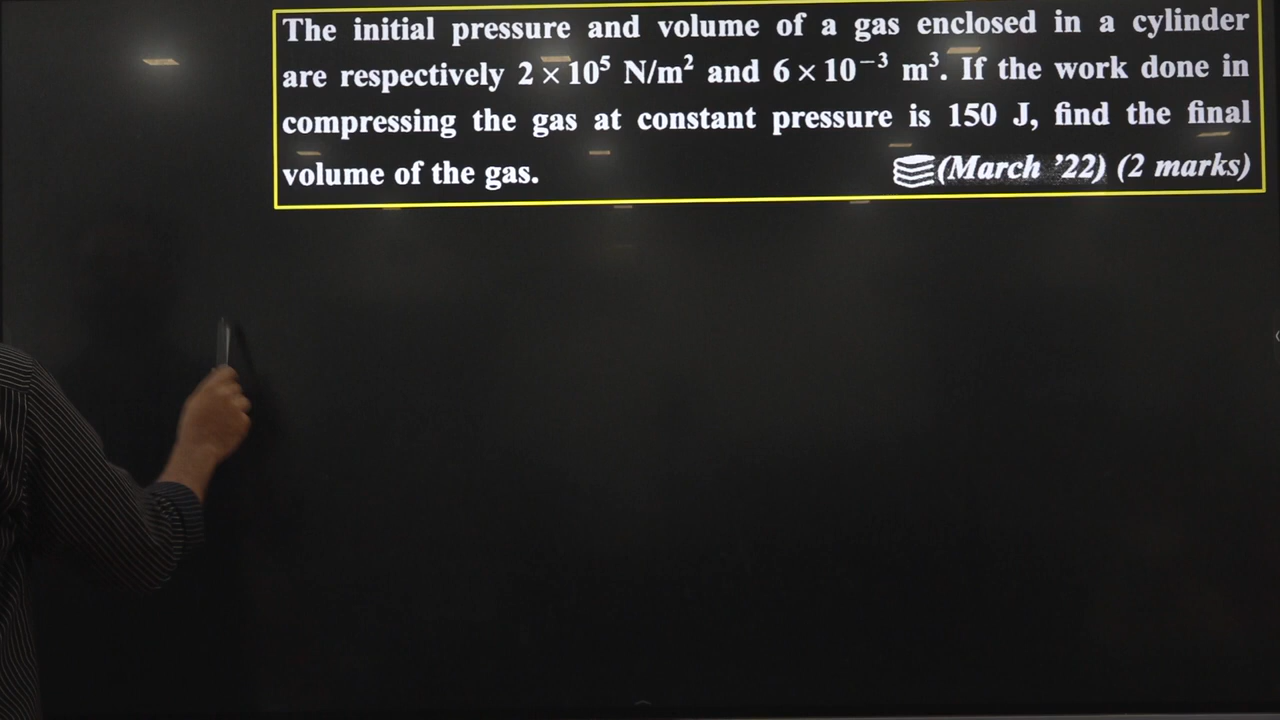 The initial pressure and volume of a gas enclosed in a cylinder
are respectively 2 × 10⁵ N/m² and 6 × 10⁻³ m³. If the work done in
compressing the gas at constant pressure is 150 J, find the final
volume of the gas. (March ’22) (2 marks)